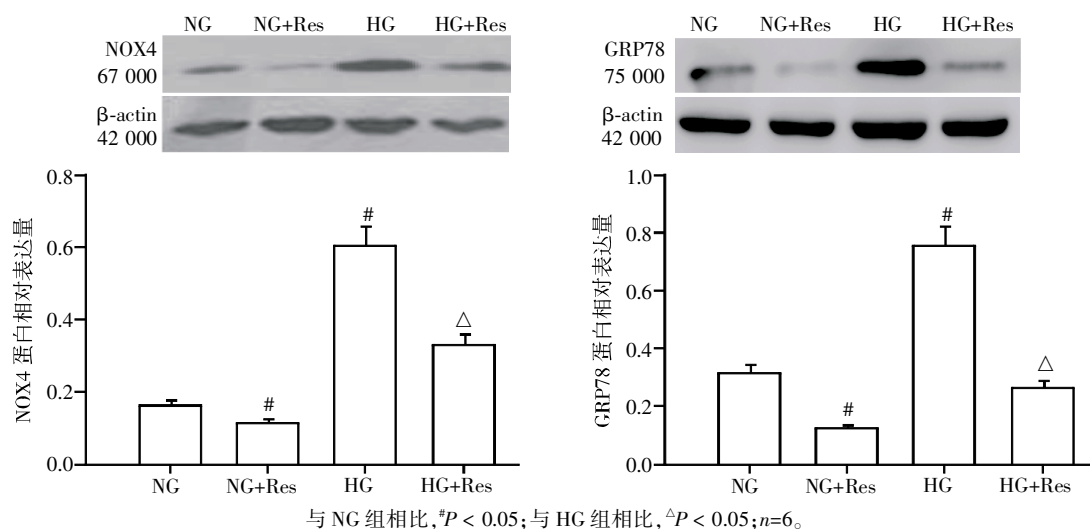 NG NG+Res HG HG+Res
NOX4
67 000
β-actin
42 000
0.8
0.6
0.4
0.2
0.0
NOX4 蛋白相对表达量
#
#
△
NG NG+Res HG HG+Res
NG NG+Res HG HG+Res
GRP78
75 000
β-actin
42 000
1.0
0.8
0.6
0.4
0.2
0.0
GRP78 蛋白相对表达量
#
#
△
NG NG+Res HG HG+Res
与 NG 组相比,#P < 0.05;与 HG 组相比,△P < 0.05;n=6。